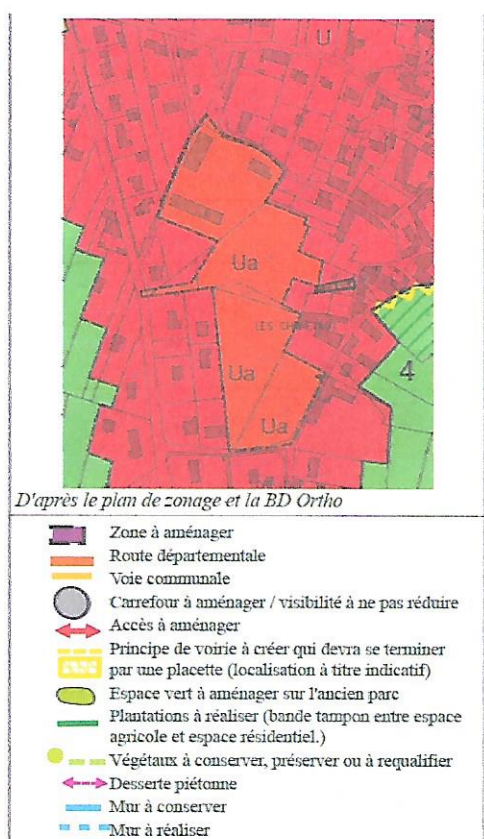 U
Ua
Ua
4
Ua
D'après le plan de zonage et la BD Ortho
Zone à aménager
Route départementale
Voie communale
Carrefour à aménager / visibilité à ne pas réduire
Accès à aménager
Principe de voirie à créer qui devra se terminer
par une placette (localisation à titre indicatif)
Espace vert à aménager sur l'ancien parc
Plantations à réaliser (bande tampon entre espace
agricole et espace résidentiel.)
Végétaux à conserver, préserver ou à requalifier
Desserte piétonne
Mur à conserver
Mur à réaliser